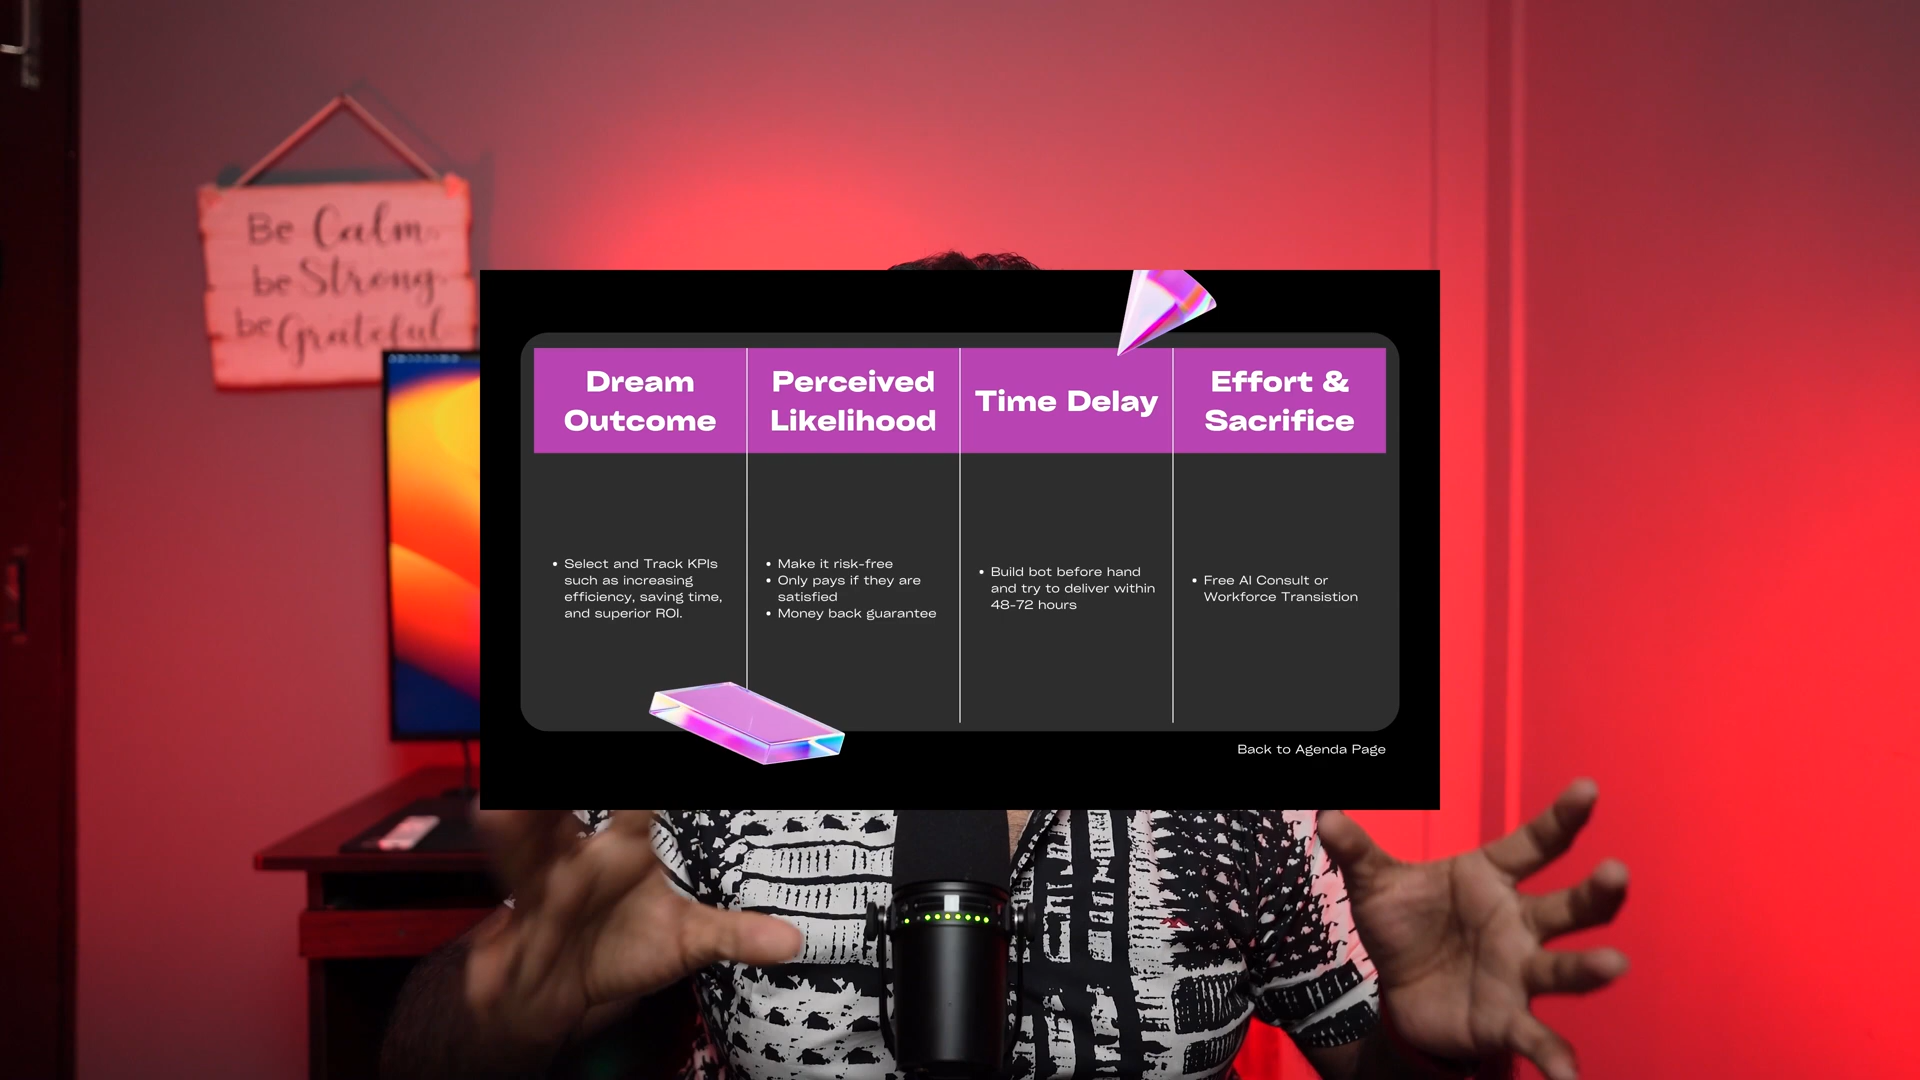 Be Calm,
be Strong,
be Grateful
Dream
Outcome
Perceived
Likelihood
Time Delay
Effort &
Sacrifice
• Select and Track KPIs
such as increasing
efficiency, saving time,
and superior ROI.
• Make it risk-free
• Only pays if they are
satisfied
• Money back guarantee
• Build bot before hand
and try to deliver within
48-72 hours
• Free AI Consult or
Workforce Transistion
Back to Agenda Page